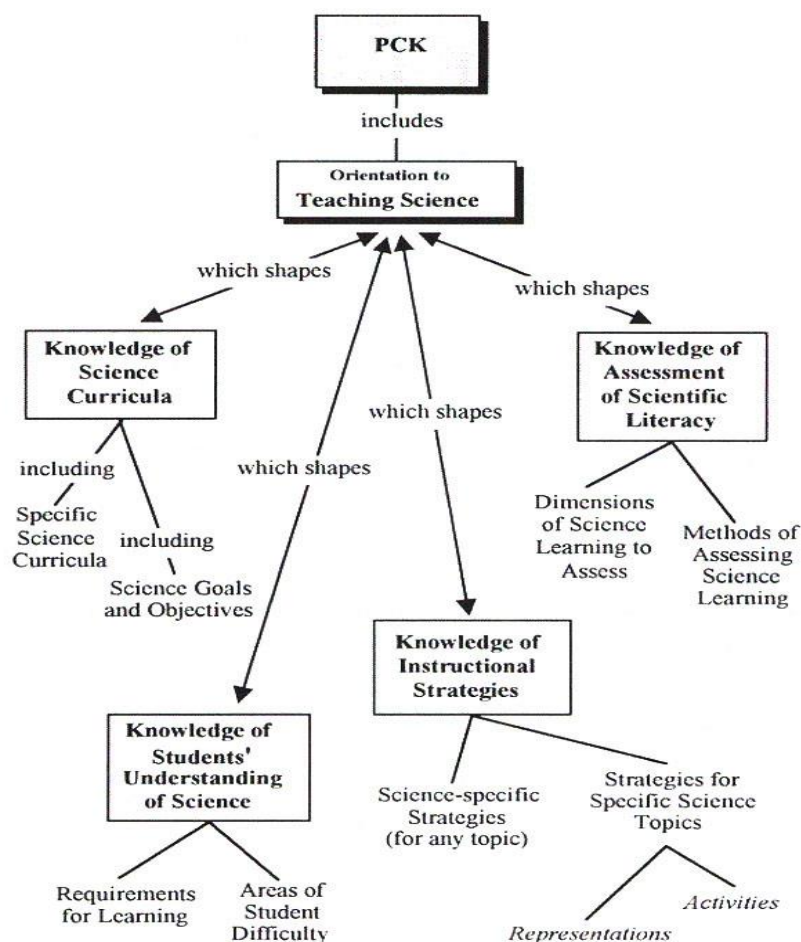 PCK
includes
Orientation to
Teaching Science
which shapes
which shapes
Knowledge of
Science
Curricula
Knowledge of
Assessment
of Scientific
Literacy
which shapes
which shapes
including
Specific
Science
Curricula
including
Science Goals
and Objectives
Dimensions
of Science
Learning to
Assess
Methods of
Assessing
Science
Learning
Knowledge of
Instructional
Strategies
Knowledge of
Students'
Understanding
of Science
Science-specific
Strategies
(for any topic)
Strategies for
Specific Science
Topics
Requirements
for Learning
Areas of
Student
Difficulty
Representations
Activities